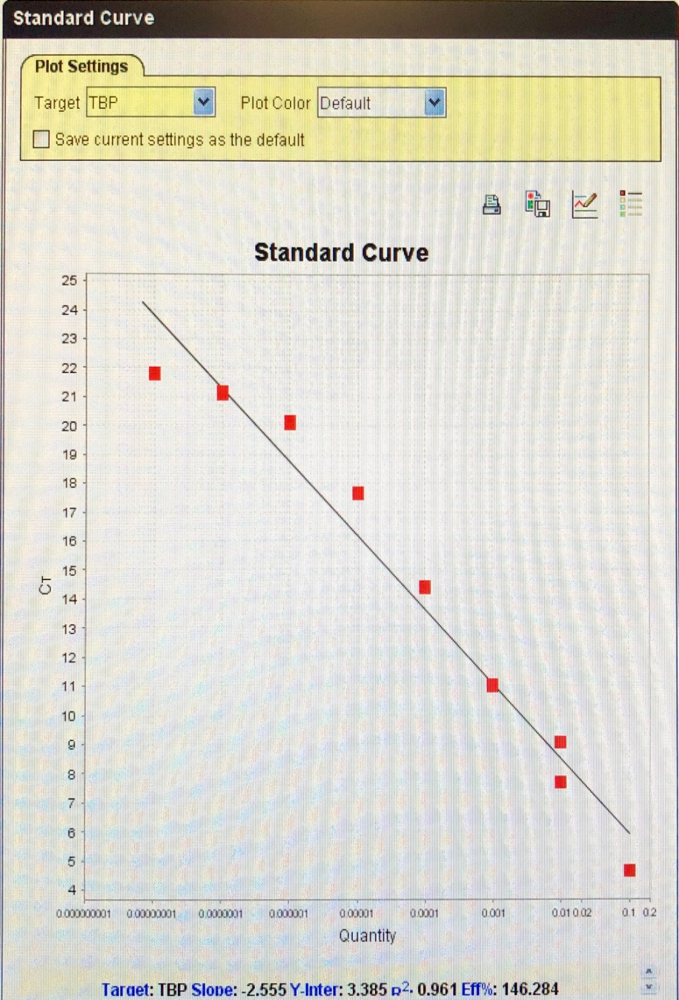 Standard Curve
Plot Settings
Target TBP Plot Color Default
Save current settings as the default
Standard Curve
25
24
23
22
21
20
19
18
17
16
15
14
13
12
11
10
9
8
7
6
5
4
CT
0.000000001 0.00000001 0.0000001 0.000001 0.00001 0.0001 0.001 0.01 0.02 0.1 0.2
Quantity
Target: TBP Slope: -2.555 Y-Inter: 3.385 R2: 0.961 Eff%: 146.284